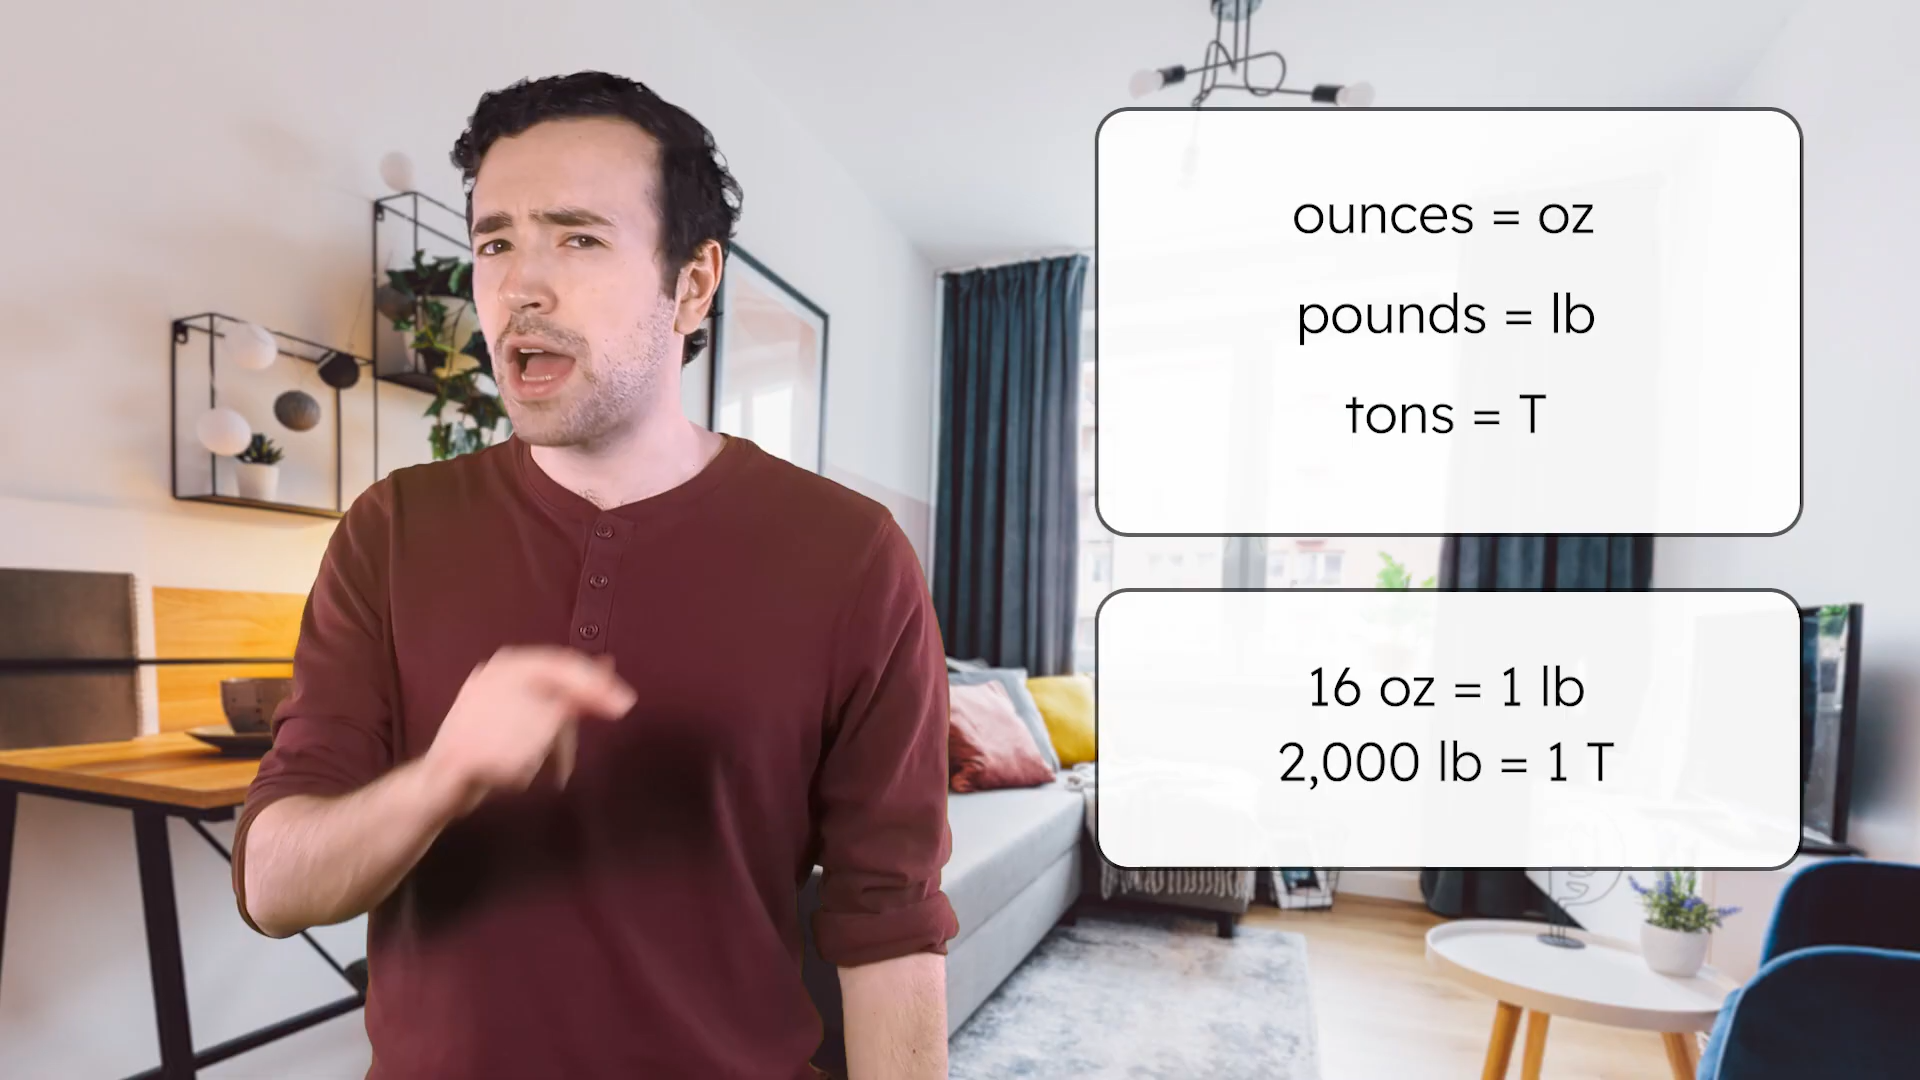 ounces = oz
pounds = lb
tons = T
16 oz = 1 lb
2,000 lb = 1 T